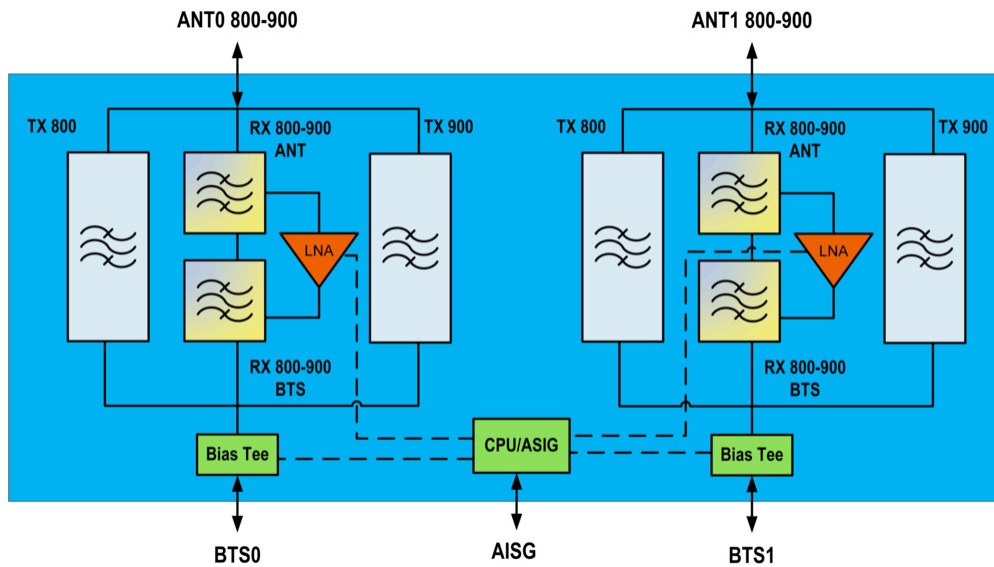 ANT0 800-900
ANT1 800-900
TX 800
RX 800-900
ANT
TX 900
TX 800
RX 800-900
ANT
TX 900
LNA
LNA
RX 800-900
BTS
RX 800-900
BTS
Bias Tee
CPU/ASIG
Bias Tee
BTS0
AISG
BTS1